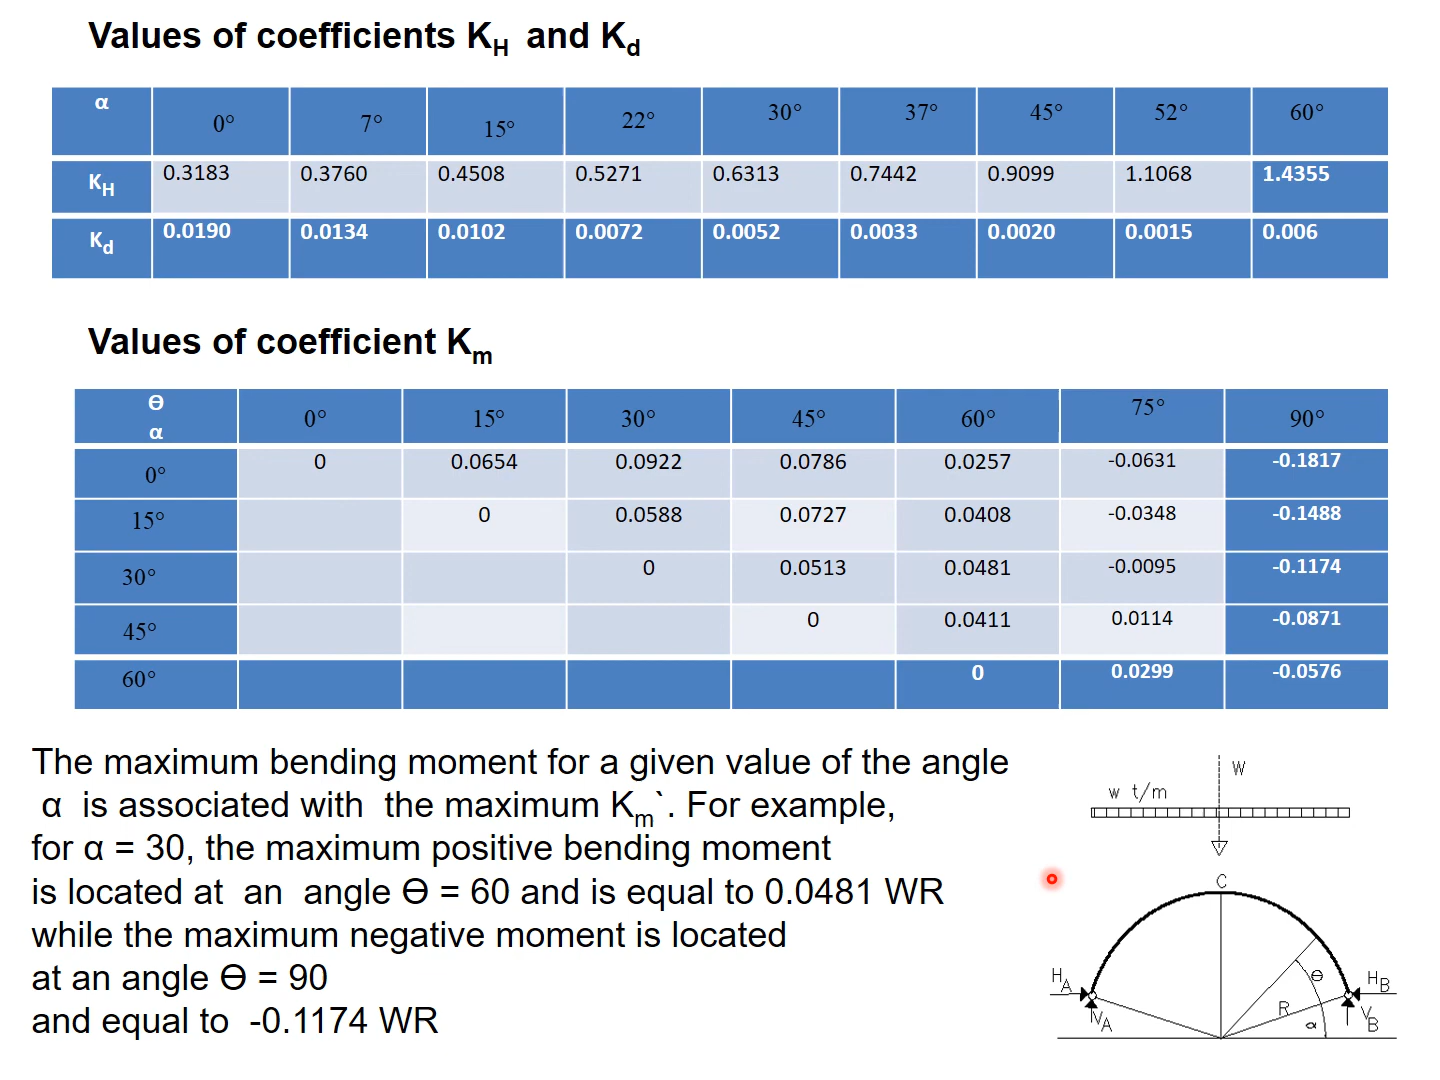 Values of coefficients KH and Kd
α 0° 7° 15° 22° 30° 37° 45° 52° 60°
KH 0.3183 0.3760 0.4508 0.5271 0.6313 0.7442 0.9099 1.1068 1.4355
Kd 0.0190 0.0134 0.0102 0.0072 0.0052 0.0033 0.0020 0.0015 0.006
Values of coefficient Km
ϴ
α 0° 15° 30° 45° 60° 75° 90°
0° 0 0.0654 0.0922 0.0786 0.0257 -0.0631 -0.1817
15° 0 0.0588 0.0727 0.0408 -0.0348 -0.1488
30° 0 0.0513 0.0481 -0.0095 -0.1174
45° 0 0.0411 0.0114 -0.0871
60° 0 0.0299 -0.0576
The maximum bending moment for a given value of the angle
α is associated with the maximum Km`. For example,
for α = 30, the maximum positive bending moment
is located at an angle ϴ = 60 and is equal to 0.0481 WR
while the maximum negative moment is located
at an angle ϴ = 90
and equal to -0.1174 WR
W
w t/m
C
HA
VA
ϴ
R
α
HB
VB